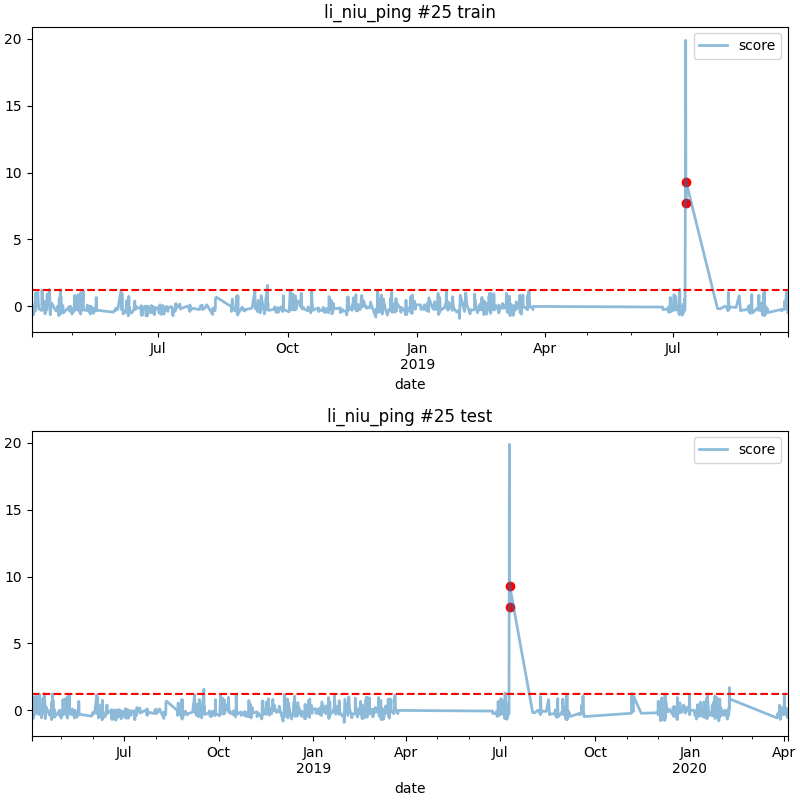 li_niu_ping #25 train
score
20
15
10
5
0
Jul
Oct
Jan
2019
Apr
Jul
date
li_niu_ping #25 test
score
20
15
10
5
0
Jul
Oct
Jan
2019
Apr
Jul
Oct
Jan
2020
Apr
date